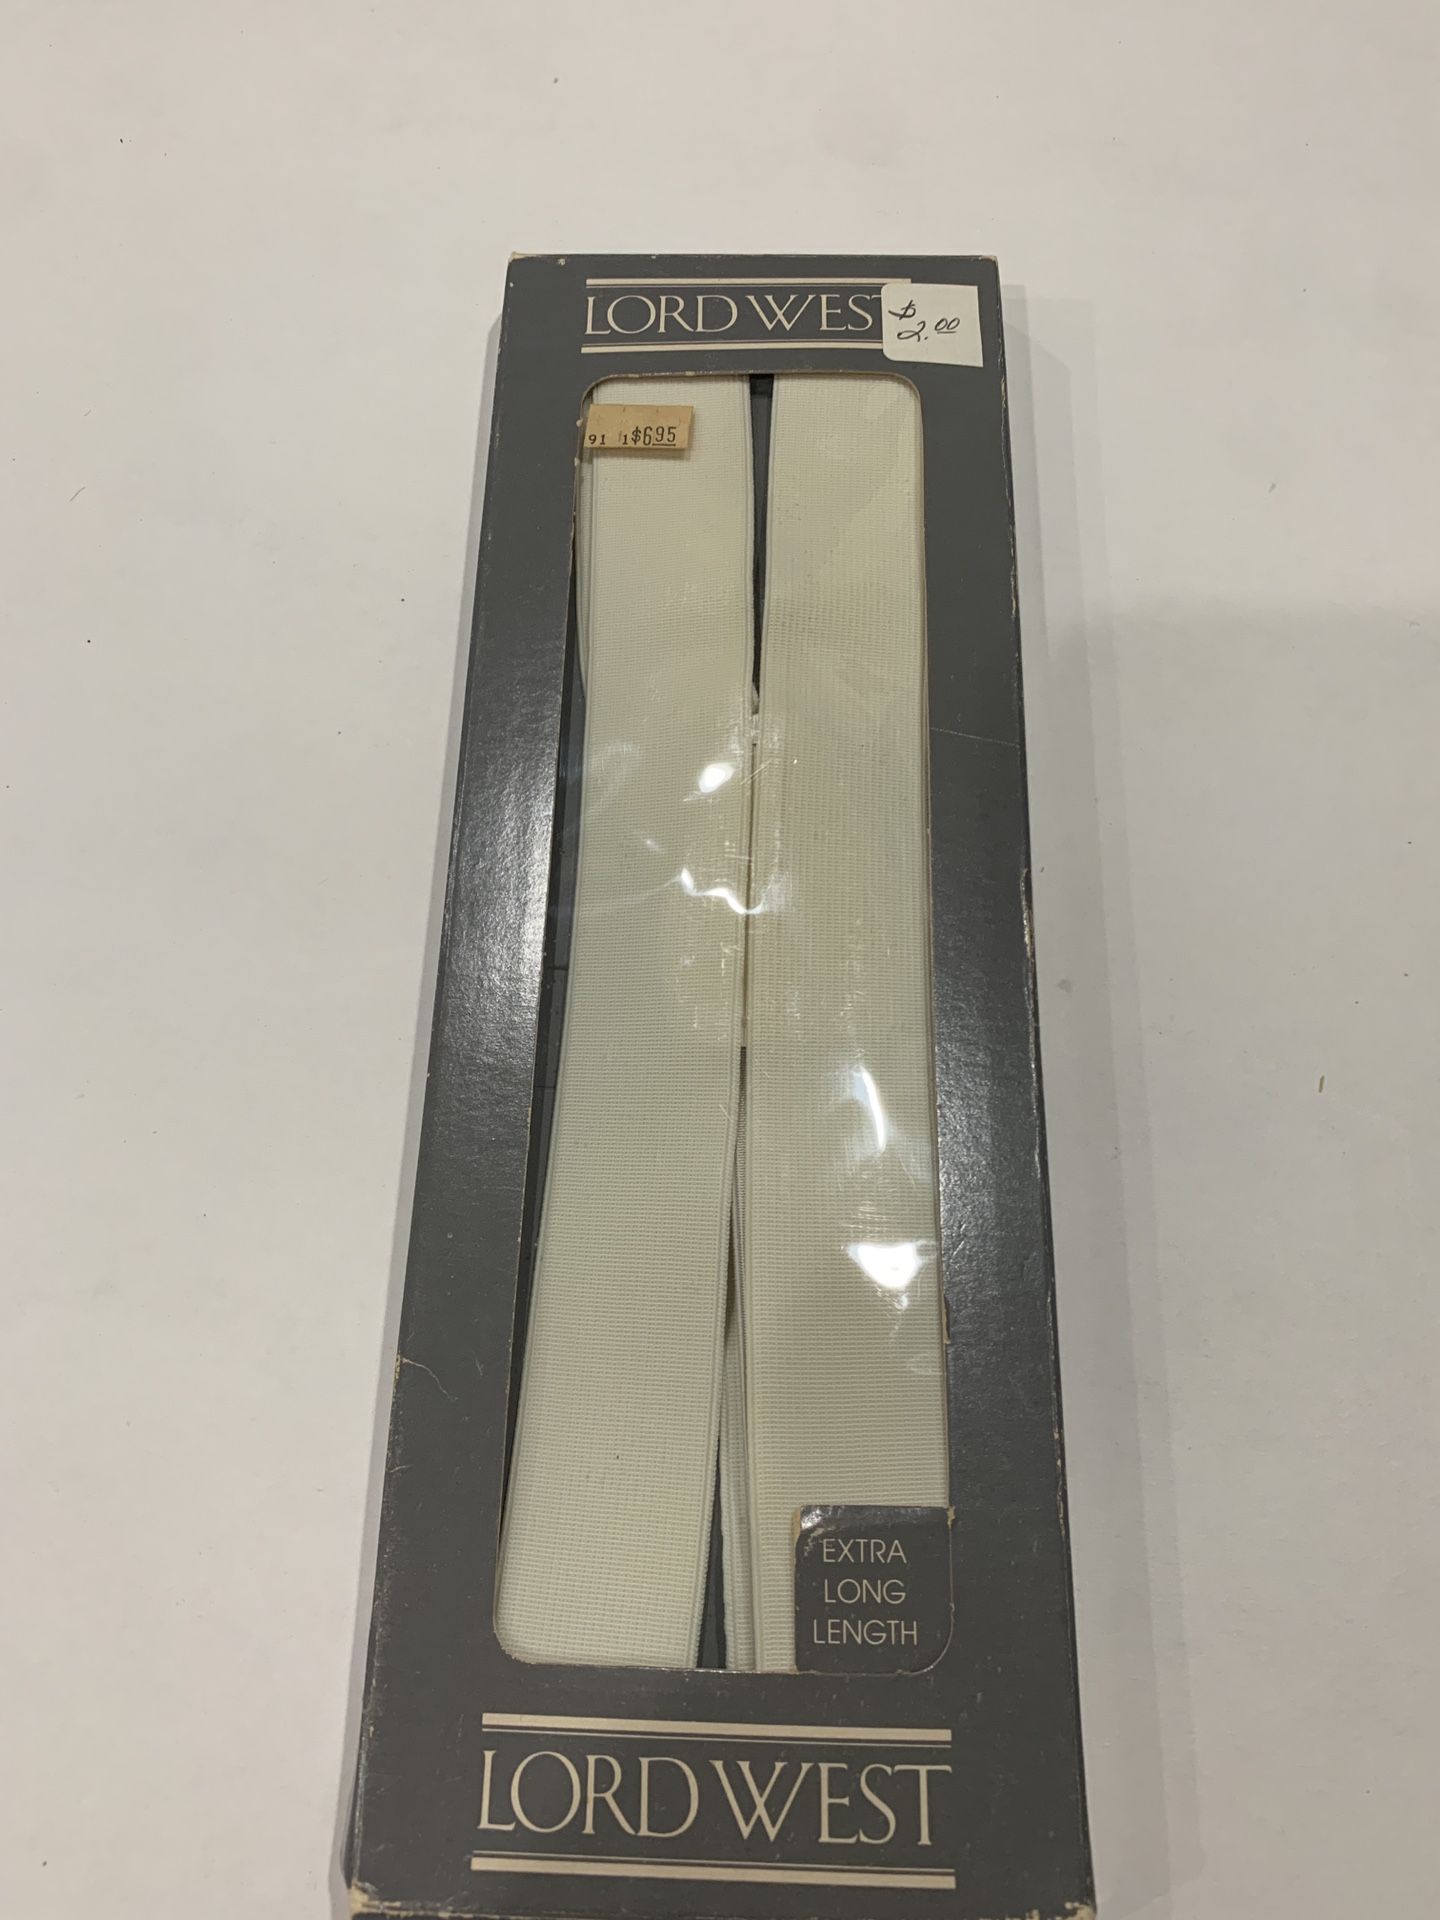 LORD WEST
$ 2.00
91 1 $6.95
EXTRA
LONG
LENGTH
LORD WEST